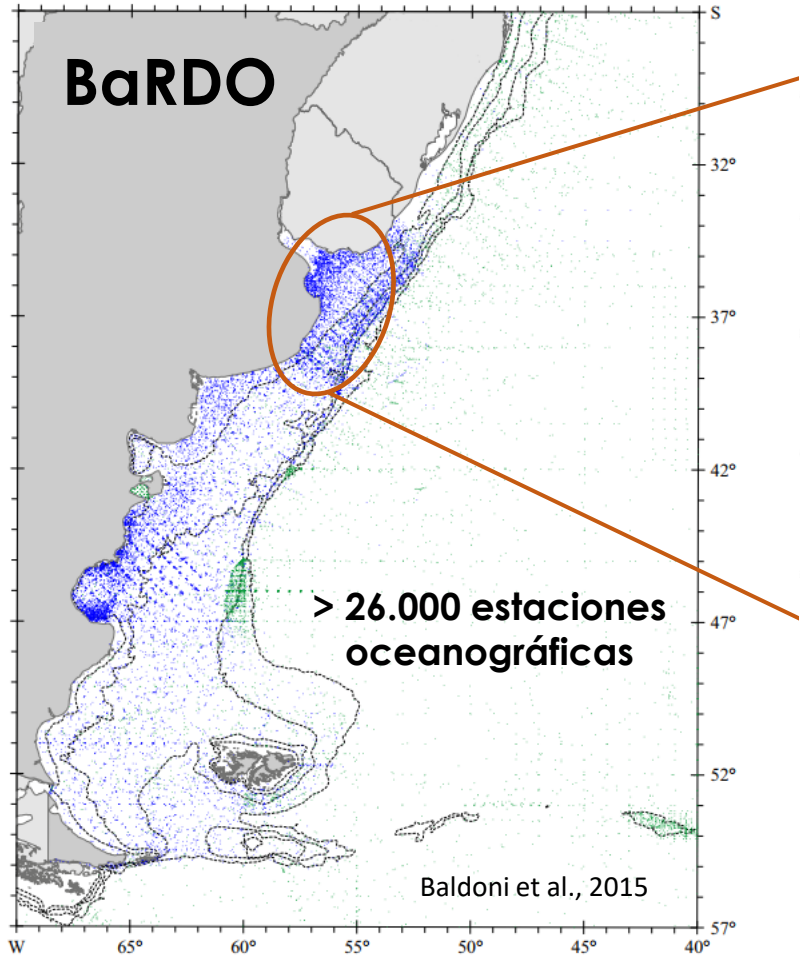 S
BaRDO
32°
37°
42°
> 26.000 estaciones
oceanográficas
47°
52°
Baldoni et al., 2015
57°
W 65° 60° 55° 50° 45° 40°